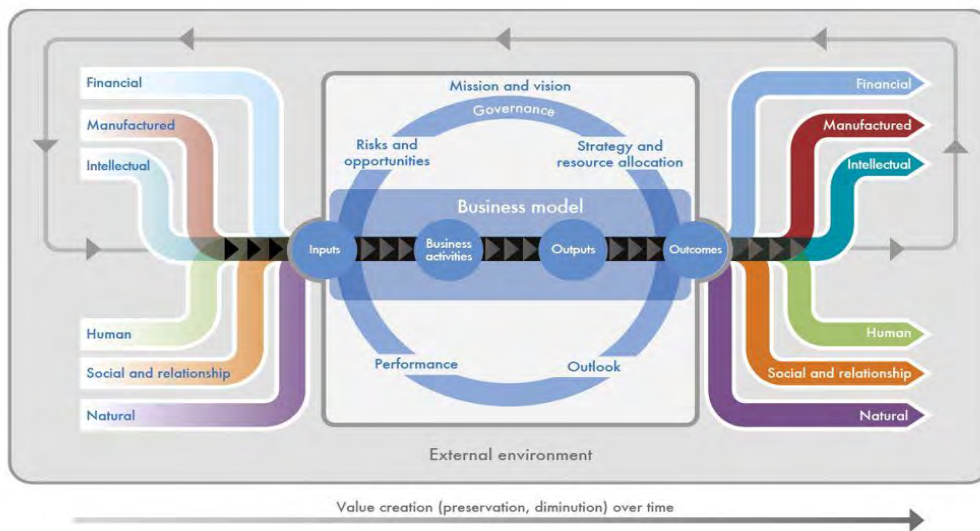 Financial
Manufactured
Intellectual
Human
Social and relationship
Natural
Mission and vision
Governance
Risks and
opportunities
Strategy and
resource allocation
Business model
Inputs
Business
activities
Outputs
Outcomes
Performance
Outlook
Financial
Manufactured
Intellectual
Human
Social and relationship
Natural
External environment
Value creation (preservation, diminution) over time